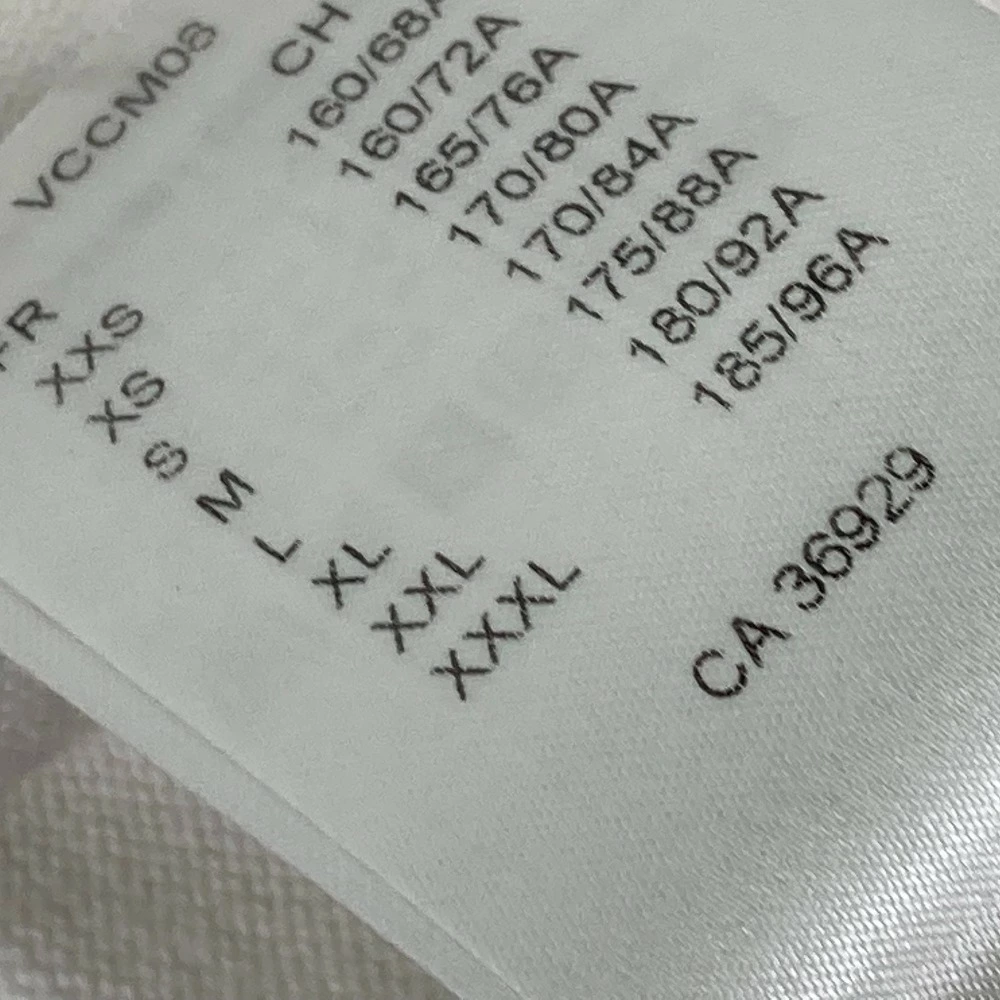 VCCM08
FR CH
XXS 160/68A
XS 160/72A
S 165/76A
M 170/80A
L 170/84A
XL 175/88A
XXL 180/92A
XXXL 185/96A
CA 36929